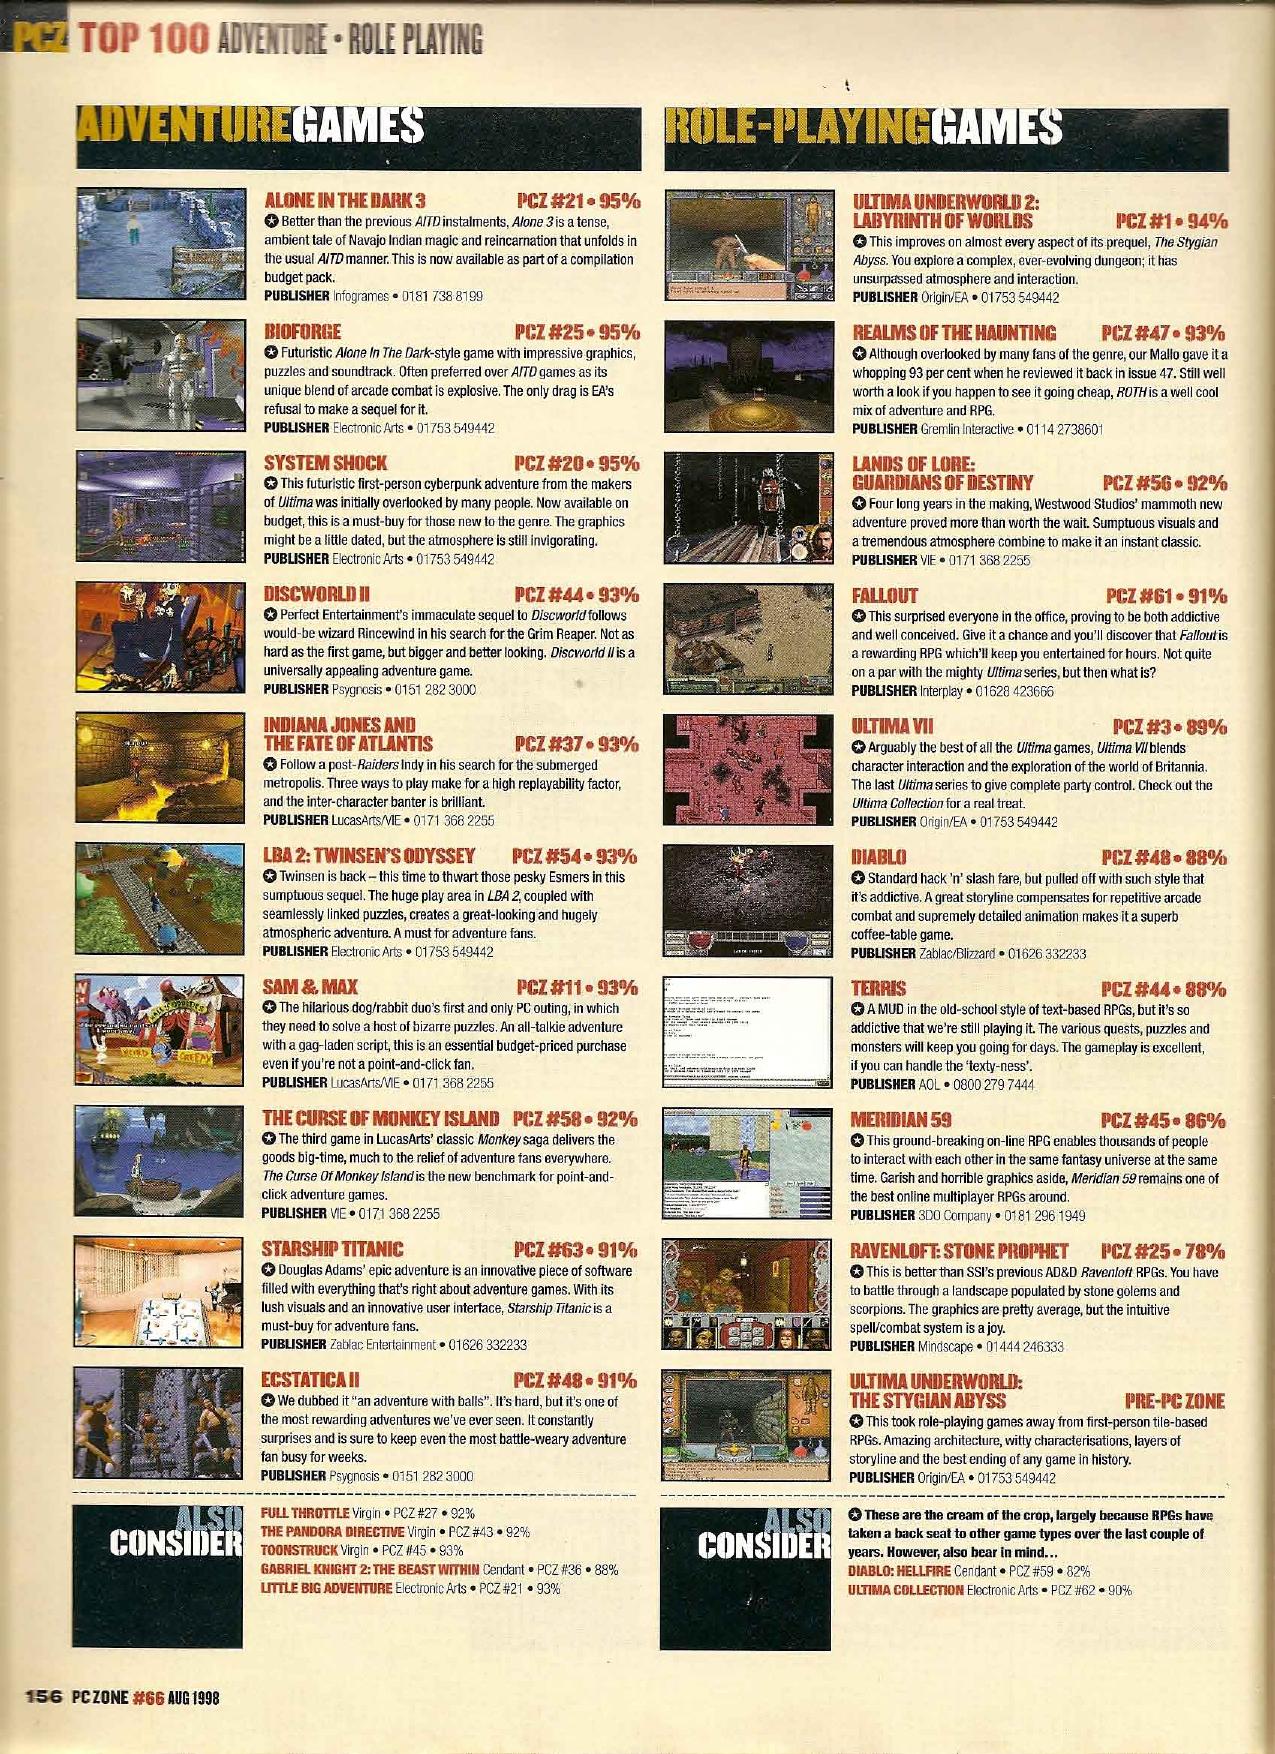 PCZ TOP 100 ADVENTURE • ROLE PLAYING
ADVENTUREGAMES
ALONE IN THE DARK 3 PCZ #21 • 95%
Better than the previous AITD instalments, Alone 3 is a tense,
ambient tale of Navajo Indian magic and reincarnation that unfolds in
the usual AITD manner. This is now available as part of a compilation
budget pack.
PUBLISHER Infogrames • 0181 738 8199
BIOFORGE PCZ #25 • 95%
Futuristic Alone In The Dark-style game with impressive graphics,
puzzles and soundtrack. Often preferred over AITD games as its
unique blend of arcade combat is explosive. The only drag is EA's
refusal to make a sequel for it.
PUBLISHER Electronic Arts • 01753 549442
SYSTEM SHOCK PCZ #20 • 95%
This futuristic first-person cyberpunk adventure from the makers
of Ultima was initially overlooked by many people. Now available on
budget, this is a must-buy for those new to the genre. The graphics
might be a little dated, but the atmosphere is still invigorating.
PUBLISHER Electronic Arts • 01753 549442
DISCWORLD II PCZ #44 • 93%
Perfect Entertainment's immaculate sequel to Discworld follows
would-be wizard Rincewind in his search for the Grim Reaper. Not as
hard as the first game, but bigger and better looking. Discworld II is a
universally appealing adventure game.
PUBLISHER Psygnosis • 0151 282 3000
INDIANA JONES AND
THE FATE OF ATLANTIS PCZ #37 • 93%
Follow a post-Raiders Indy in his search for the submerged
metropolis. Three ways to play make for a high replayability factor,
and the inter-character banter is brilliant.
PUBLISHER LucasArts/VIE • 0171 368 2255
LBA 2: TWINSEN'S ODYSSEY PCZ #54 • 93%
Twinsen is back – this time to thwart those pesky Esmers in this
sumptuous sequel. The huge play area in LBA 2, coupled with
seamlessly linked puzzles, creates a great-looking and hugely
atmospheric adventure. A must for adventure fans.
PUBLISHER Electronic Arts • 01753 549442
SAM & MAX PCZ #11 • 93%
The hilarious dog/rabbit duo's first and only PC outing, in which
they need to solve a host of bizarre puzzles. An all-talkie adventure
with a gag-laden script, this is an essential budget-priced purchase
even if you're not a point-and-click fan.
PUBLISHER LucasArts/VIE • 0171 368 2255
THE CURSE OF MONKEY ISLAND PCZ #58 • 92%
The third game in LucasArts' classic Monkey saga delivers the
goods big-time, much to the relief of adventure fans everywhere.
The Curse Of Monkey Island is the new benchmark for point-and-
click adventure games.
PUBLISHER VIE • 0171 368 2255
STARSHIP TITANIC PCZ #63 • 91%
Douglas Adams' epic adventure is an innovative piece of software
filled with everything that's right about adventure games. With its
lush visuals and an innovative user interface, Starship Titanic is a
must-buy for adventure fans.
PUBLISHER Zablac Entertainment • 01626 332233
ECSTATICA II PCZ #48 • 91%
We dubbed it "an adventure with balls". It's hard, but it's one of
the most rewarding adventures we've ever seen. It constantly
surprises and is sure to keep even the most battle-weary adventure
fan busy for weeks.
PUBLISHER Psygnosis • 0151 282 3000
ALSO
CONSIDER
FULL THROTTLE Virgin • PCZ #27 • 92%
THE PANDORA DIRECTIVE Virgin • PCZ #43 • 92%
TOONSTRUCK Virgin • PCZ #45 • 93%
GABRIEL KNIGHT 2: THE BEAST WITHIN Cendant • PCZ #36 • 88%
LITTLE BIG ADVENTURE Electronic Arts • PCZ #21 • 93%
ROLE-PLAYINGGAMES
ULTIMA UNDERWORLD 2:
LABYRINTH OF WORLDS PCZ #1 • 94%
This improves on almost every aspect of its prequel, The Stygian
Abyss. You explore a complex, ever-evolving dungeon; it has
unsurpassed atmosphere and interaction.
PUBLISHER Origin/EA • 01753 549442
REALMS OF THE HAUNTING PCZ #47 • 93%
Although overlooked by many fans of the genre, our Mallo gave it a
whopping 93 per cent when he reviewed it back in issue 47. Still well
worth a look if you happen to see it going cheap, ROTH is a well cool
mix of adventure and RPG.
PUBLISHER Gremlin Interactive • 0114 2738601
LANDS OF LORE:
GUARDIANS OF DESTINY PCZ #56 • 92%
Four long years in the making, Westwood Studios' mammoth new
adventure proved more than worth the wait. Sumptuous visuals and
a tremendous atmosphere combine to make it an instant classic.
PUBLISHER VIE • 0171 368 2255
FALLOUT PCZ #61 • 91%
This surprised everyone in the office, proving to be both addictive
and well conceived. Give it a chance and you'll discover that Fallout is
a rewarding RPG which'll keep you entertained for hours. Not quite
on a par with the mighty Ultima series, but then what is?
PUBLISHER Interplay • 01628 423666
ULTIMA VII PCZ #3 • 89%
Arguably the best of all the Ultima games, Ultima VII blends
character interaction and the exploration of the world of Britannia.
The last Ultima series to give complete party control. Check out the
Ultima Collection for a real treat.
PUBLISHER Origin/EA • 01753 549442
DIABLO PCZ #48 • 88%
Standard hack 'n' slash fare, but pulled off with such style that
it's addictive. A great storyline compensates for repetitive arcade
combat and supremely detailed animation makes it a superb
coffee-table game.
PUBLISHER Zablac/Blizzard • 01626 332233
TERRIS PCZ #44 • 88%
A MUD in the old-school style of text-based RPGs, but it's so
addictive that we're still playing it. The various quests, puzzles and
monsters will keep you going for days. The gameplay is excellent,
if you can handle the 'texty-ness'.
PUBLISHER AOL • 0800 279 7444
MERIDIAN 59 PCZ #45 • 86%
This ground-breaking on-line RPG enables thousands of people
to interact with each other in the same fantasy universe at the same
time. Garish and horrible graphics aside, Meridian 59 remains one of
the best online multiplayer RPGs around.
PUBLISHER 3DO Company • 0181 296 1949
RAVENLOFT: STONE PROPHET PCZ #25 • 78%
This is better than SSI's previous AD&D Ravenloft RPGs. You have
to battle through a landscape populated by stone golems and
scorpions. The graphics are pretty average, but the intuitive
spell/combat system is a joy.
PUBLISHER Mindscape • 01444 246333
ULTIMA UNDERWORLD:
THE STYGIAN ABYSS PRE-PC ZONE
This took role-playing games away from first-person tile-based
RPGs. Amazing architecture, witty characterisations, layers of
storyline and the best ending of any game in history.
PUBLISHER Origin/EA • 01753 549442
ALSO
CONSIDER
These are the cream of the crop, largely because RPGs have
taken a back seat to other game types over the last couple of
years. However, also bear in mind...
DIABLO: HELLFIRE Cendant • PCZ #59 • 82%
ULTIMA COLLECTION Electronic Arts • PCZ #62 • 90%
156 PC ZONE #66 AUG 1998